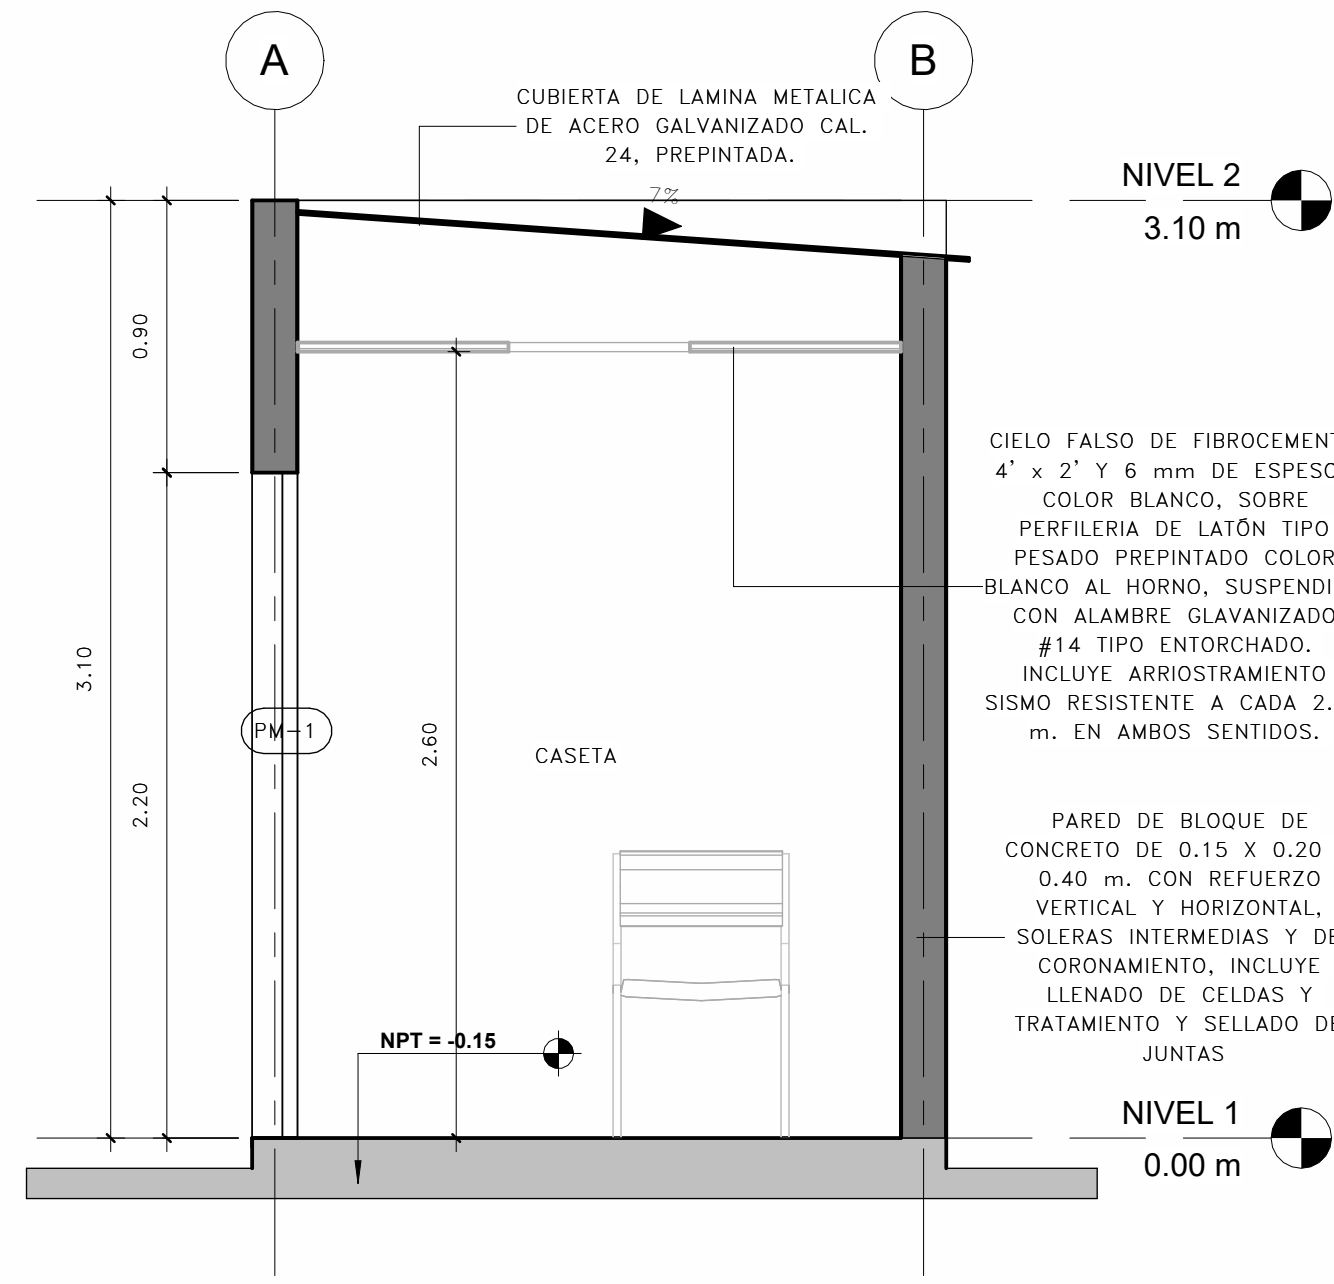 A
B
CUBIERTA DE LAMINA METALICA
DE ACERO GALVANIZADO CAL.
24, PREPINTADA.
7%
NIVEL 2
3.10 m
0.90
3.10
2.20
2.60
PM-1
CASETA
CIELO FALSO DE FIBROCEMENT
4' x 2' Y 6 mm DE ESPESO
COLOR BLANCO, SOBRE
PERFILERIA DE LATÓN TIPO
PESADO PREPINTADO COLOR
BLANCO AL HORNO, SUSPENDI
CON ALAMBRE GLAVANIZADO
#14 TIPO ENTORCHADO.
INCLUYE ARRIOSTRAMIENTO
SISMO RESISTENTE A CADA 2.
m. EN AMBOS SENTIDOS.
PARED DE BLOQUE DE
CONCRETO DE 0.15 X 0.20
0.40 m. CON REFUERZO
VERTICAL Y HORIZONTAL,
SOLERAS INTERMEDIAS Y DE
CORONAMIENTO, INCLUYE
LLENADO DE CELDAS Y
TRATAMIENTO Y SELLADO DE
JUNTAS
NPT = -0.15
NIVEL 1
0.00 m